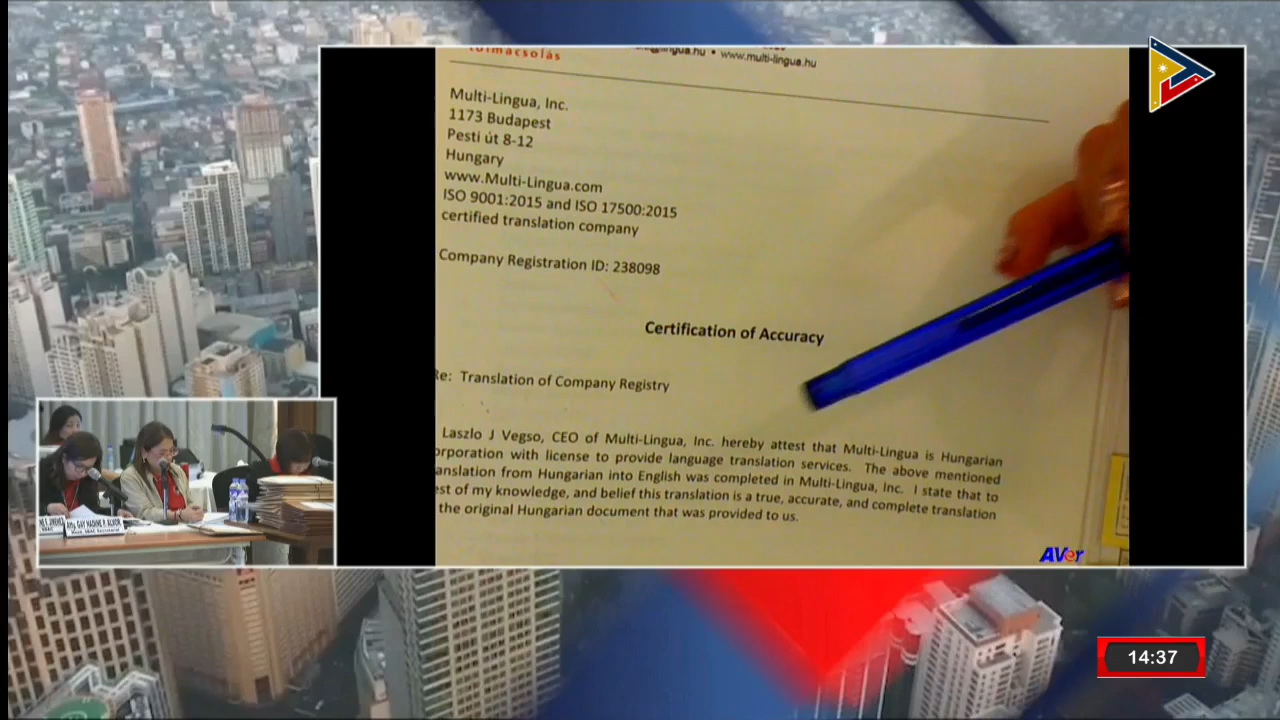 www.multi-lingua.hu
Multi-Lingua, Inc.
1173 Budapest
Pesti út 8-12
Hungary
www.Multi-Lingua.com
ISO 9001:2015 and ISO 17500:2015
certified translation company
Company Registration ID: 238098
Certification of Accuracy
Re: Translation of Company Registry
Laszlo J Vegso, CEO of Multi-Lingua, Inc. hereby attest that Multi-Lingua is Hungarian
orporation with license to provide language translation services. The above mentioned
anslation from Hungarian into English was completed in Multi-Lingua, Inc. I state that to
est of my knowledge, and belief this translation is a true, accurate, and complete translation
the original Hungarian document that was provided to us.
AVer
14:37